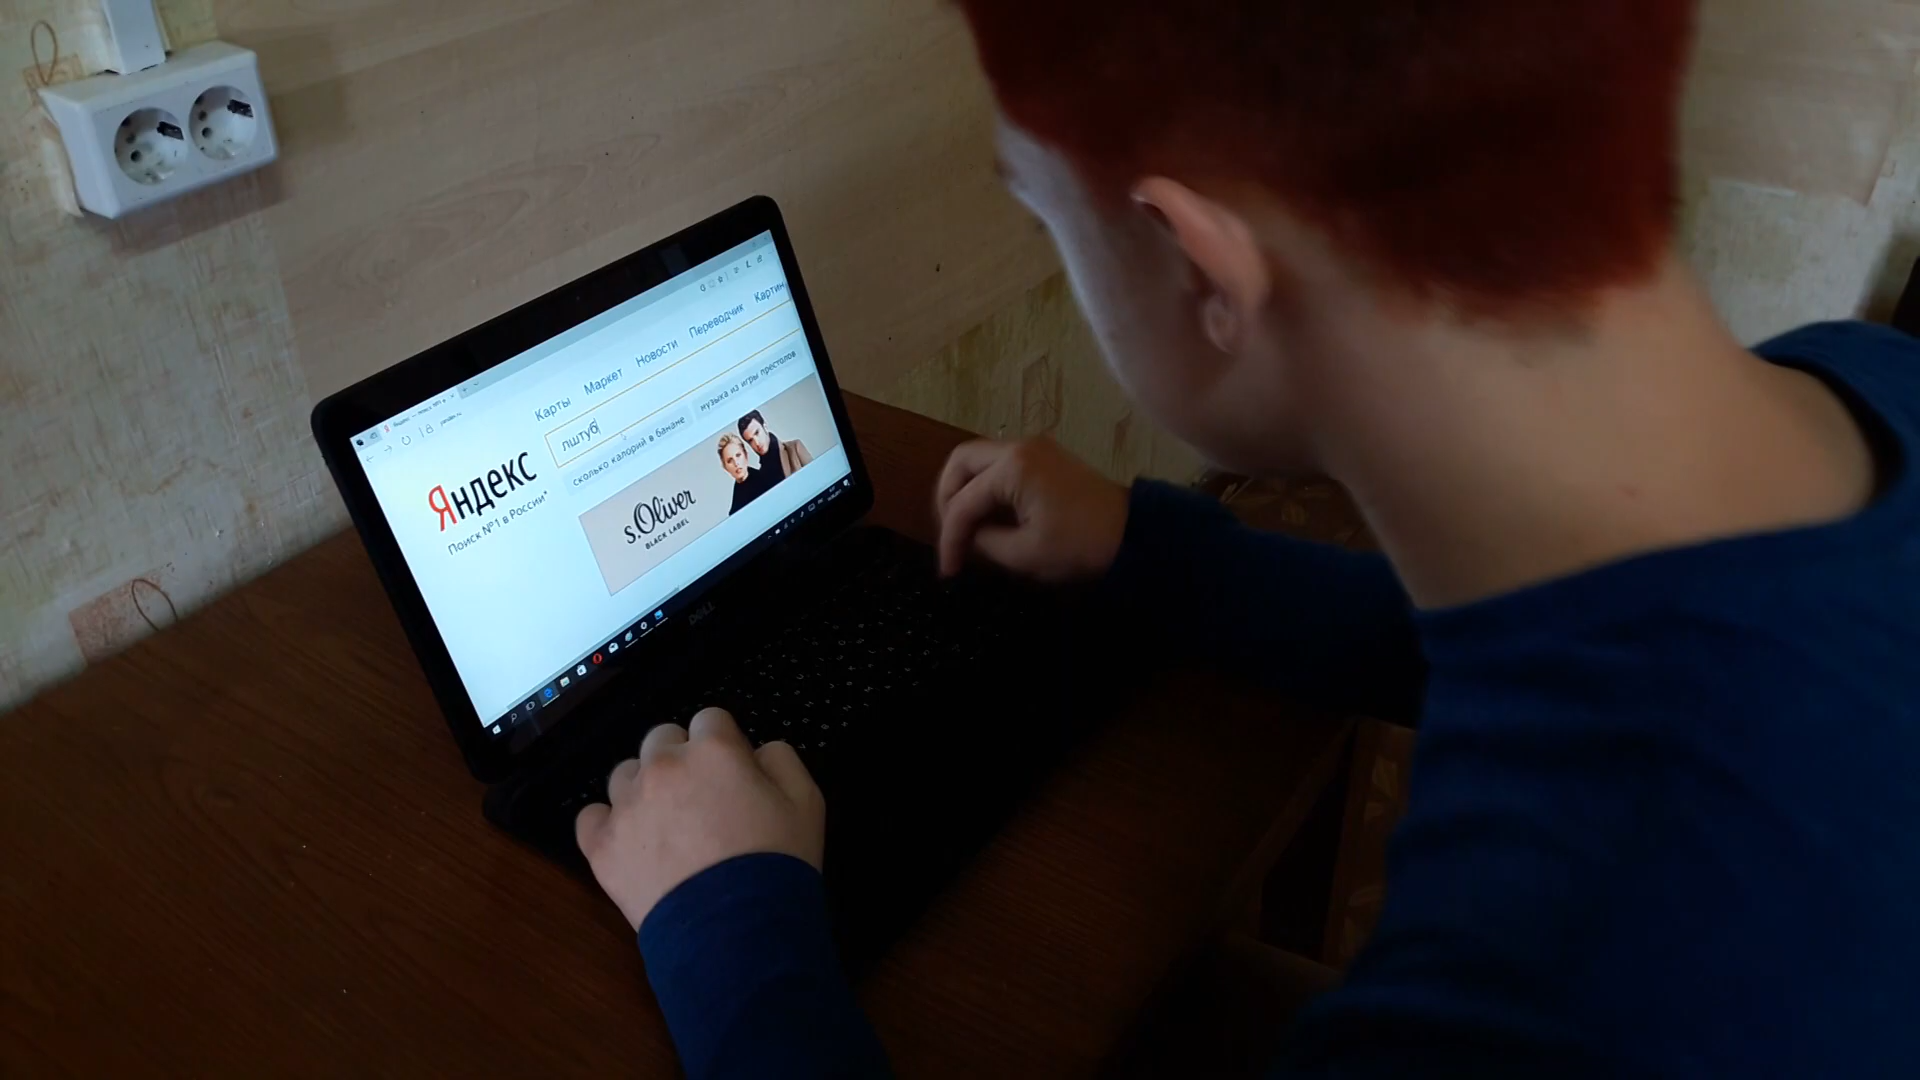 Карты Маркет Новости Переводчик Картин
Яндекс
пштуб
Поиск №1 в России*
сколько калорий в банане
музыка из игры престолов
s.Oliver
BLACK LABEL
DELL